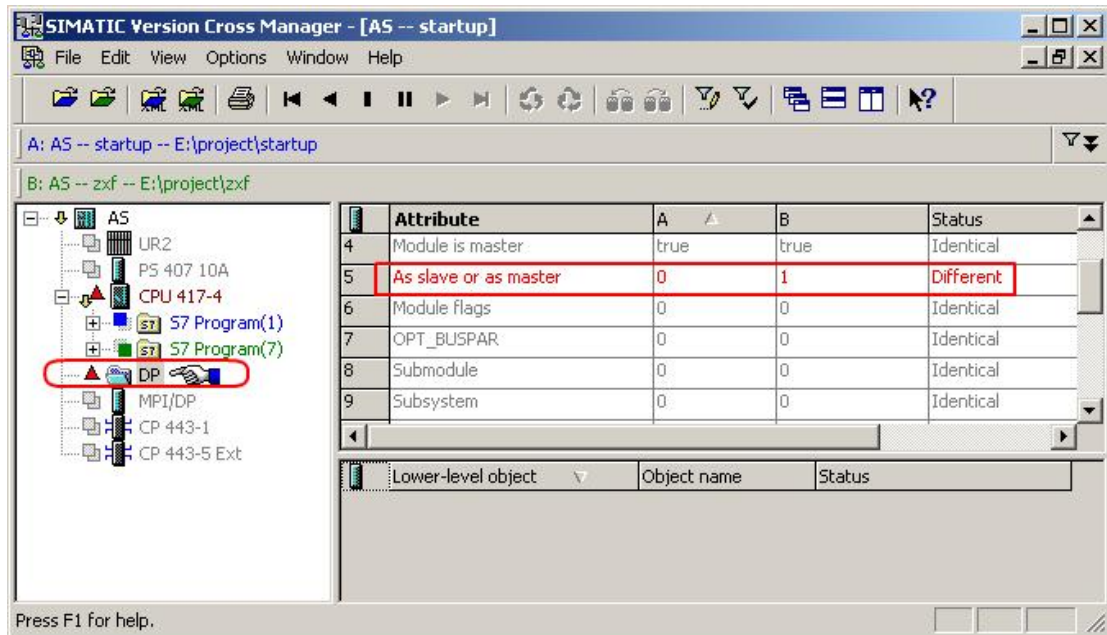 SIMATIC Version Cross Manager - [AS -- startup]
File Edit View Options Window Help
XML XML
A: AS -- startup -- E:\project\startup
B: AS -- zxf -- E:\project\zxf
AS
UR2
PS 407 10A
CPU 417-4
S7 S7 Program(1)
S7 S7 Program(7)
DP
MPI/DP
CP 443-1
CP 443-5 Ext
Attribute A B Status
4 Module is master true true Identical
5 As slave or as master 0 1 Different
6 Module flags 0 0 Identical
7 OPT_BUSPAR 0 0 Identical
8 Submodule 0 0 Identical
9 Subsystem 0 0 Identical
Lower-level object Object name Status
Press F1 for help.